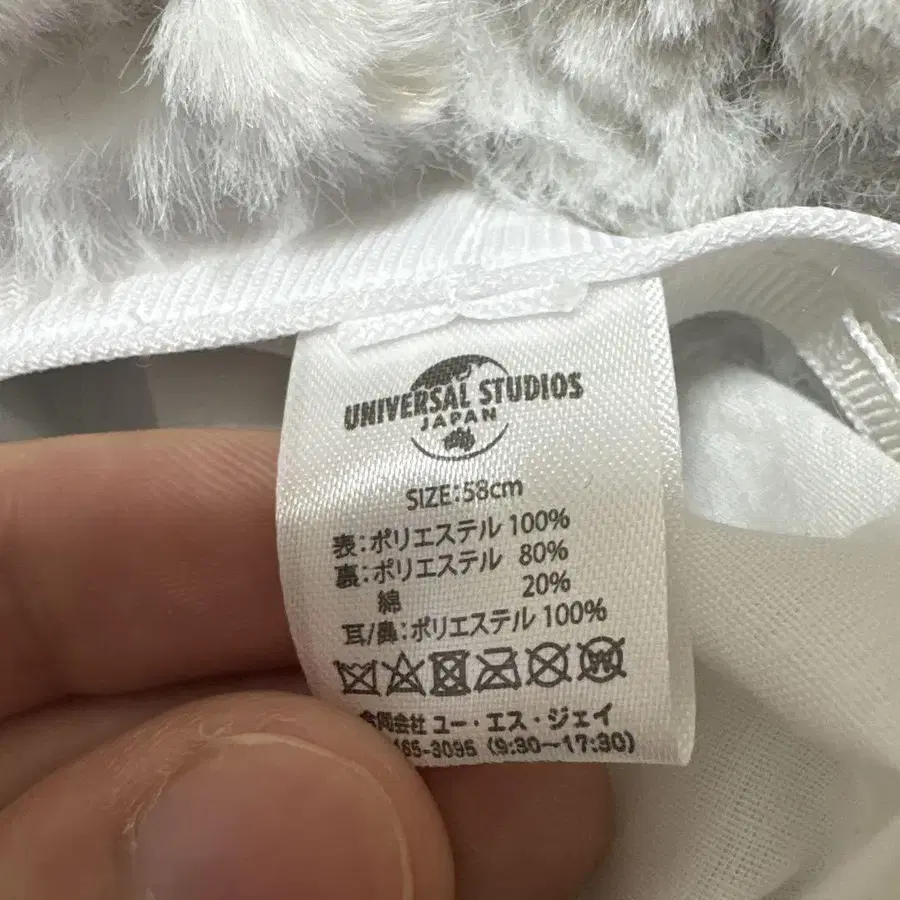 UNIVERSAL STUDIOS
JAPAN
SIZE:58cm
表:ポリエステル 100%
裏:ポリエステル 80%
綿 20%
耳/鼻:ポリエステル 100%
合同会社 ユー・エス・ジェイ
465-3095 (9:30〜17:30)